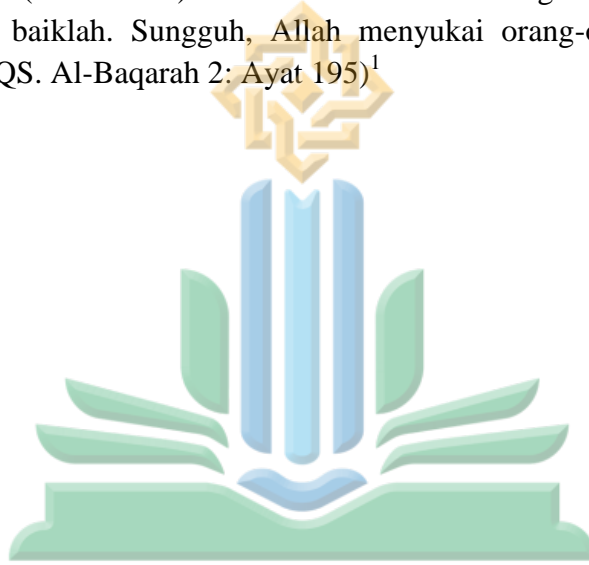 baiklah. Sungguh, Allah menyukai orang-
QS. Al-Baqarah 2: Ayat 195)¹